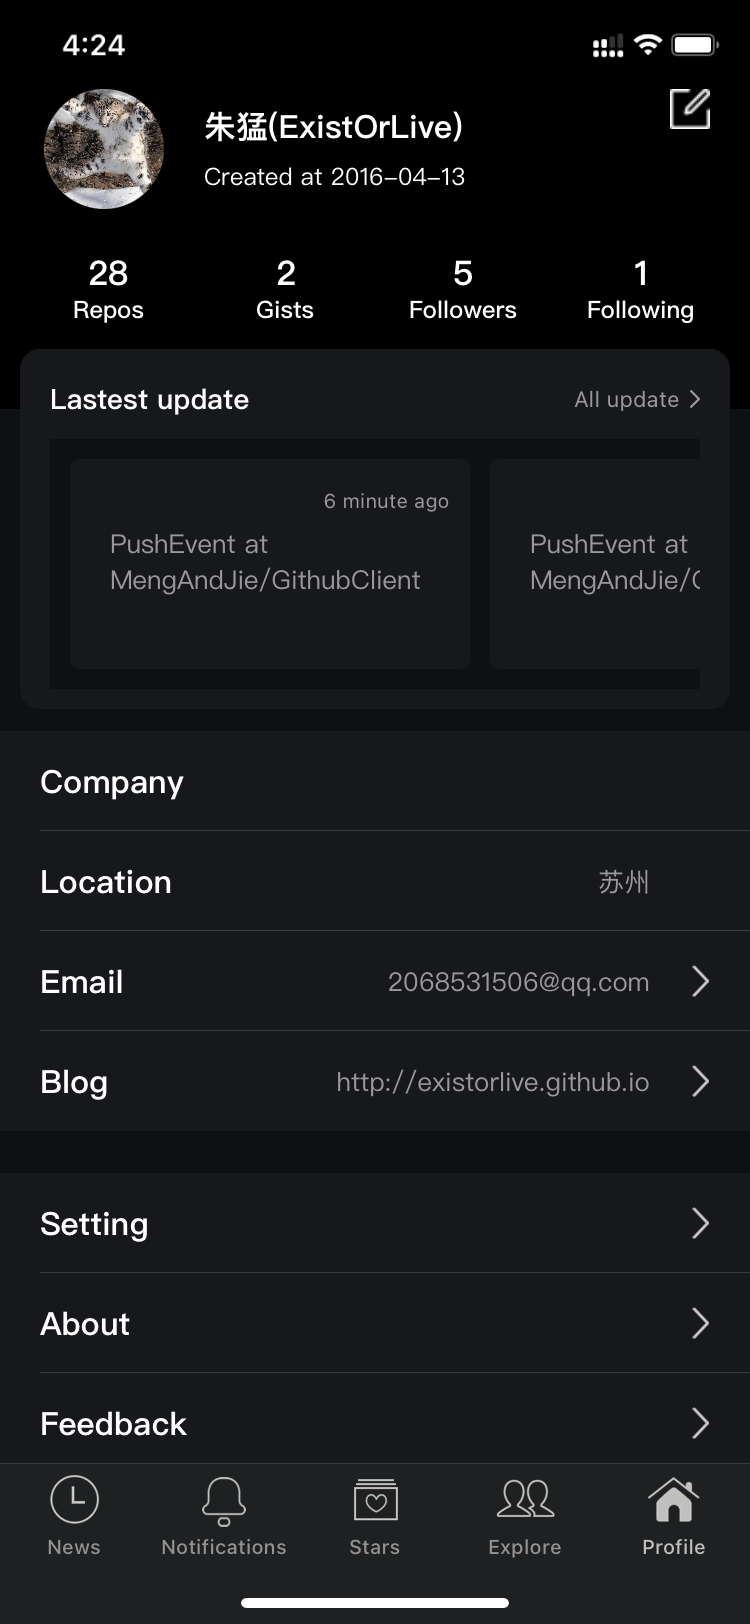 4:24
朱猛(ExistOrLive)
Created at 2016-04-13
28 2 5 1
Repos Gists Followers Following
Lastest update All update
6 minute ago
PushEvent at
MengAndJie/GithubClient
PushEvent at
MengAndJie/
Company
Location 苏州
Email 2068531506@qq.com
Blog http://existorlive.github.io
Setting
About
Feedback
News Notifications Stars Explore Profile